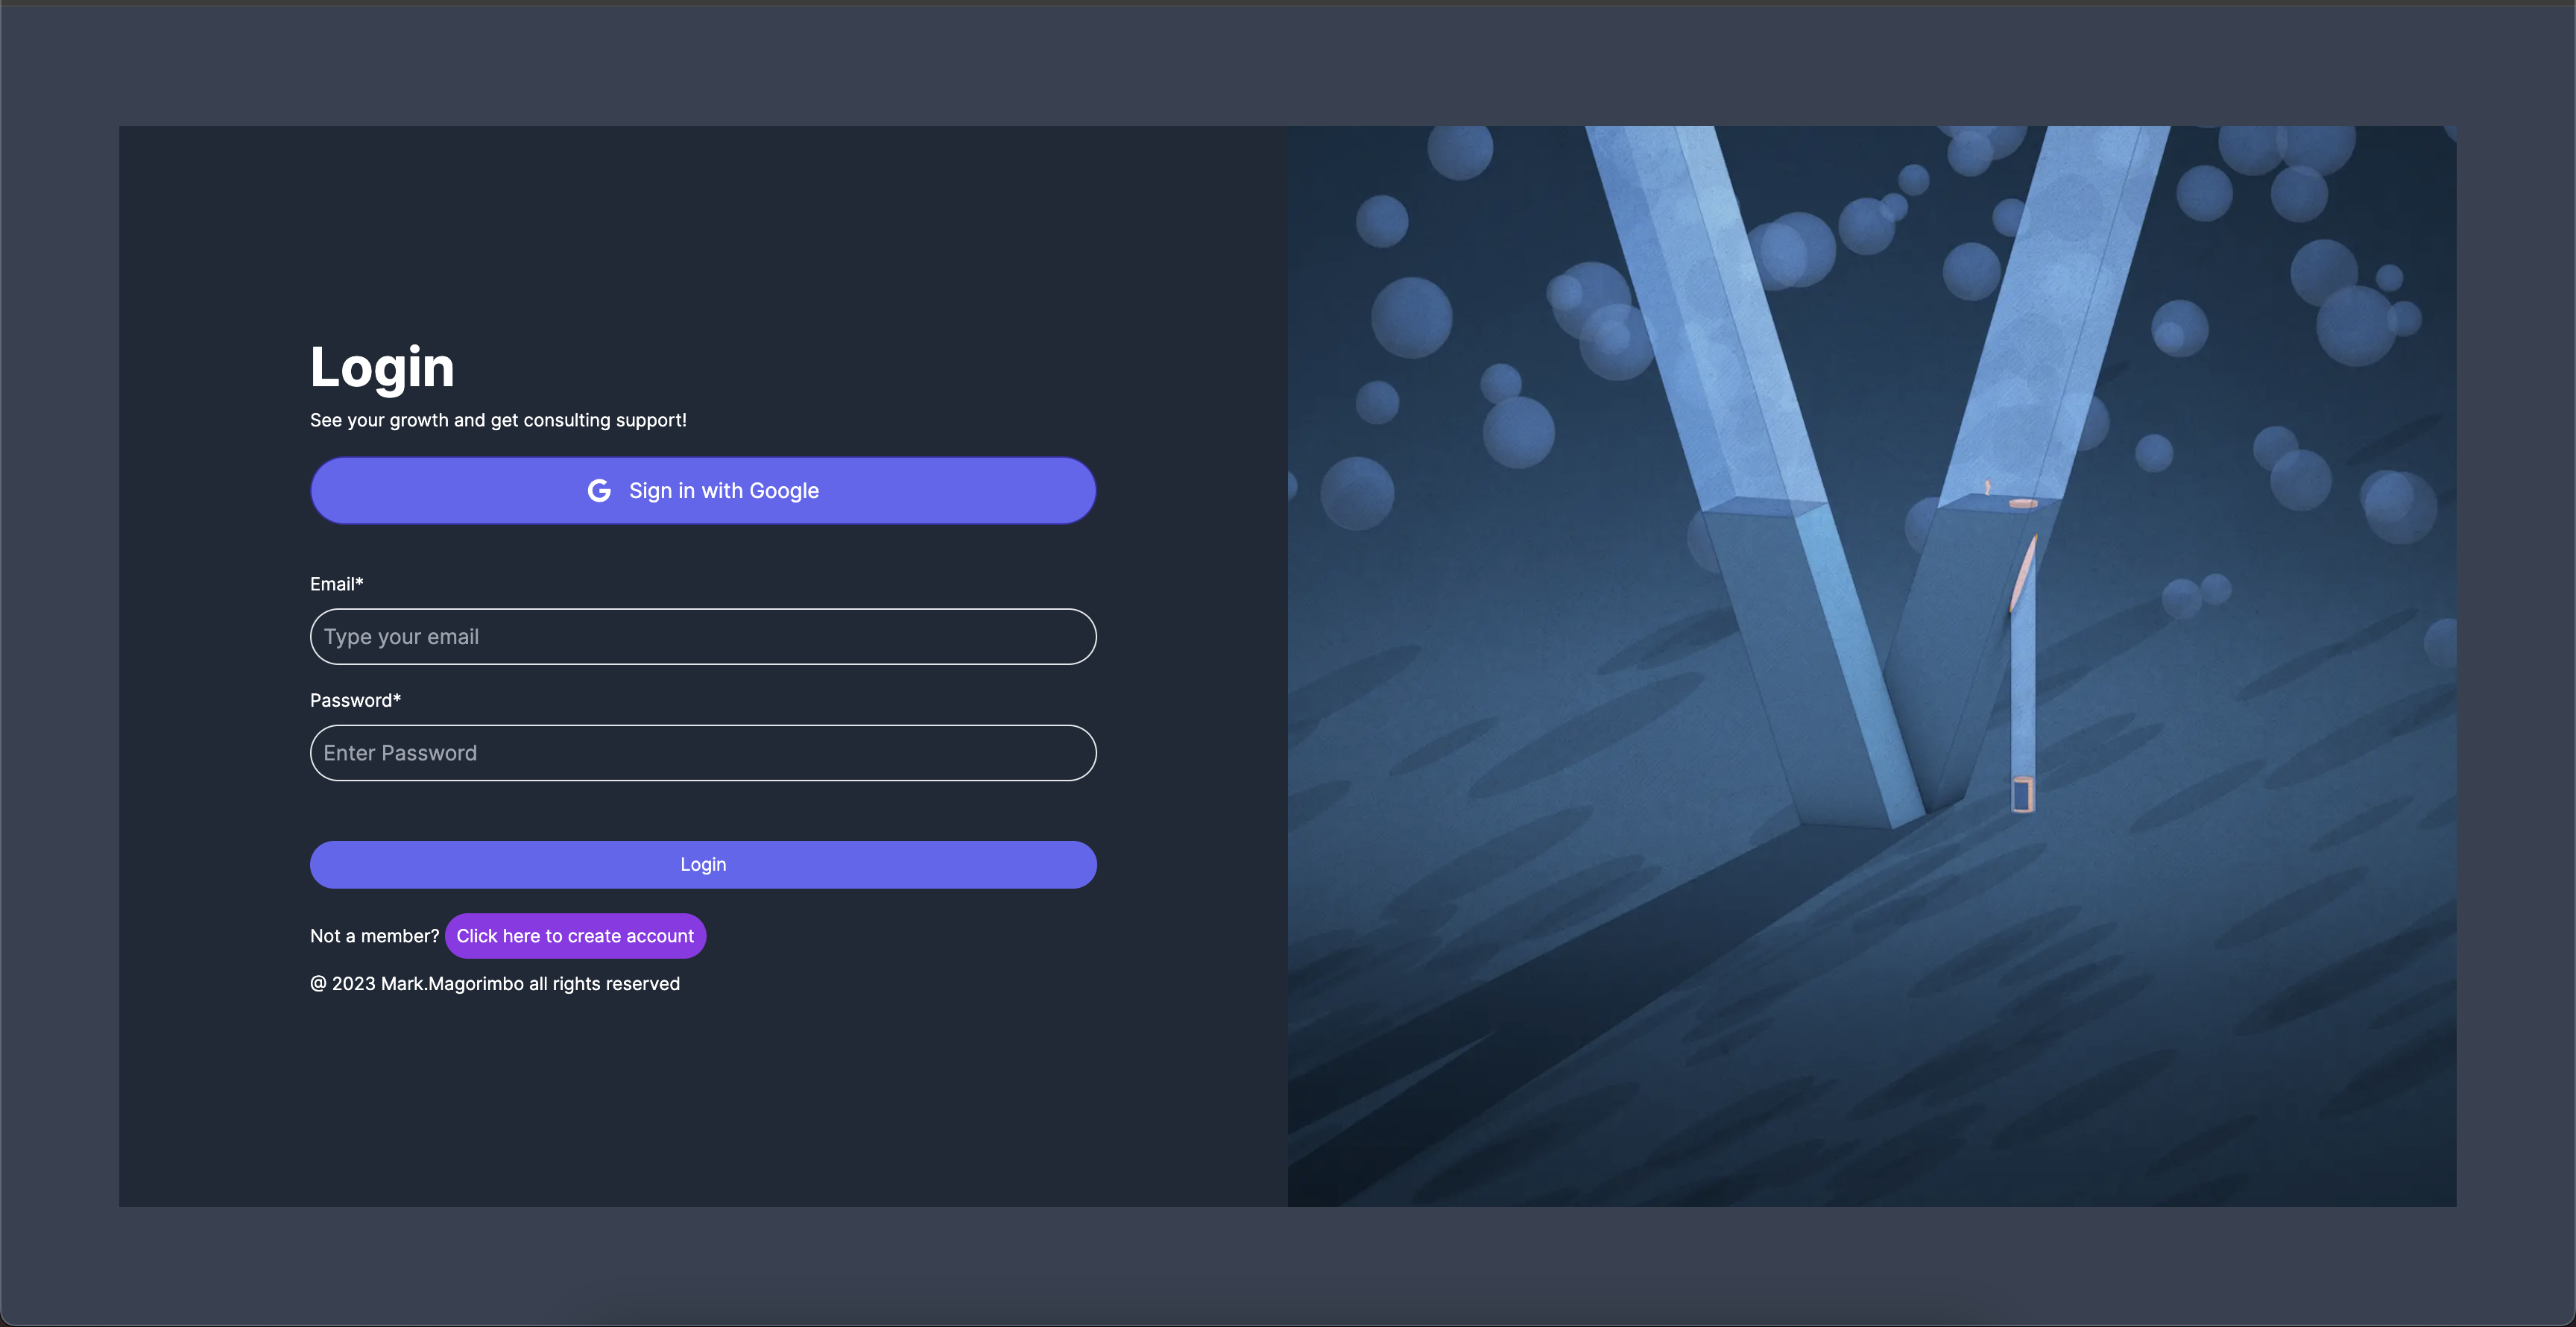 Login
See your growth and get consulting support!
Sign in with Google
Email*
Type your email
Password*
Enter Password
Login
Not a member? Click here to create account
@ 2023 Mark.Magorimbo all rights reserved